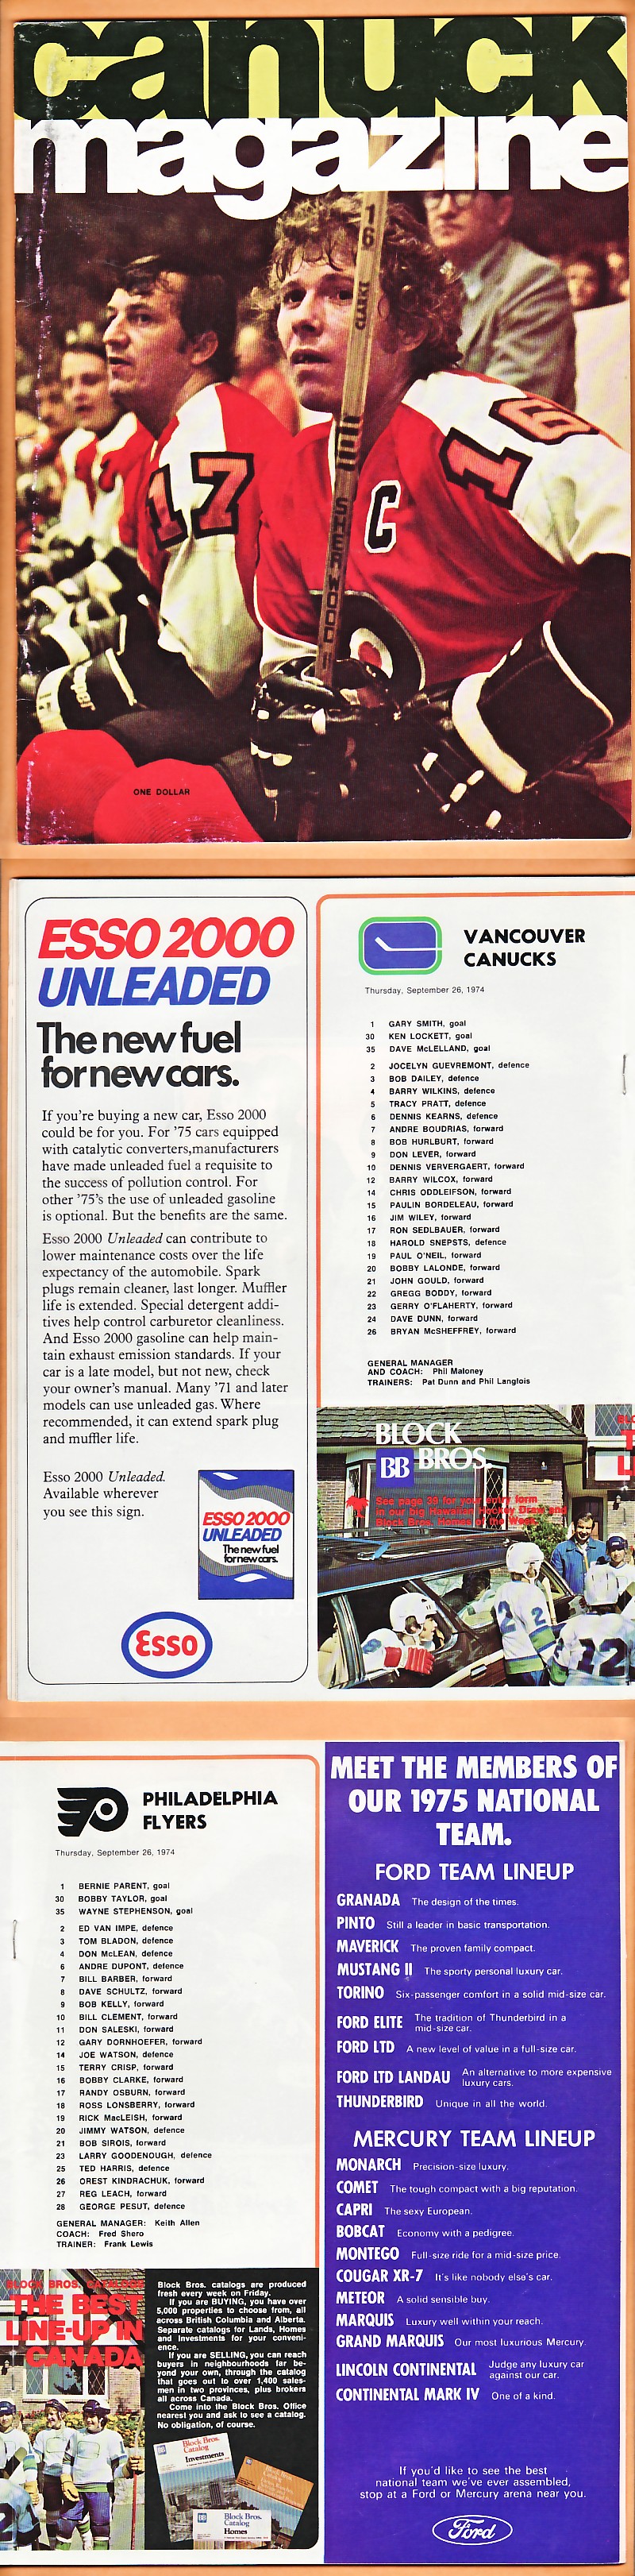 canuck
magazine
16
CLARKE
17
C
16
SHERWOOD
ONE DOLLAR
ESSO 2000
UNLEADED
The new fuel
for new cars.
If you're buying a new car, Esso 2000
could be for you. For '75 cars equipped
with catalytic converters,manufacturers
have made unleaded fuel a requisite to
the success of pollution control. For
other '75's the use of unleaded gasoline
is optional. But the benefits are the same.
Esso 2000 Unleaded can contribute to
lower maintenance costs over the life
expectancy of the automobile. Spark
plugs remain cleaner, last longer. Muffler
life is extended. Special detergent addi-
tives help control carburetor cleanliness.
And Esso 2000 gasoline can help main-
tain exhaust emission standards. If your
car is a late model, but not new, check
your owner's manual. Many '71 and later
models can use unleaded gas. Where
recommended, it can extend spark plug
and muffler life.
Esso 2000 Unleaded.
Available wherever
you see this sign.
ESSO 2000
UNLEADED
The new fuel
for new cars.
Esso
VANCOUVER
CANUCKS
Thursday, September 26, 1974
1 GARY SMITH, goal
30 KEN LOCKETT, goal
35 DAVE McLELLAND, goal
2 JOCELYN GUEVREMONT, defence
3 BOB DAILEY, defence
4 BARRY WILKINS, defence
5 TRACY PRATT, defence
6 DENNIS KEARNS, defence
7 ANDRE BOUDRIAS, forward
8 BOB HURLBURT, forward
9 DON LEVER, forward
10 DENNIS VERVERGAERT, forward
12 BARRY WILCOX, forward
14 CHRIS ODDLEIFSON, forward
15 PAULIN BORDELEAU, forward
16 JIM WILEY, forward
17 RON SEDLBAUER, forward
18 HAROLD SNEPSTS, defence
19 PAUL O'NEIL, forward
20 BOBBY LALONDE, forward
21 JOHN GOULD, forward
22 GREGG BODDY, forward
23 GERRY O'FLAHERTY, forward
24 DAVE DUNN, forward
26 BRYAN McSHEFFREY, forward
GENERAL MANAGER
AND COACH: Phil Maloney
TRAINERS: Pat Dunn and Phil Langlois
BLOCK
BB BROS.
See page 39 for your entry form
in our big Hawaiian Hockey Draw and
Block Bros. Homes of the Week.
2 2
12
PHILADELPHIA
FLYERS
Thursday, September 26, 1974
1 BERNIE PARENT, goal
30 BOBBY TAYLOR, goal
35 WAYNE STEPHENSON, goal
2 ED VAN IMPE, defence
3 TOM BLADON, defence
4 DON McLEAN, defence
6 ANDRE DUPONT, defence
7 BILL BARBER, forward
8 DAVE SCHULTZ, forward
9 BOB KELLY, forward
10 BILL CLEMENT, forward
11 DON SALESKI, forward
12 GARY DORNHOEFER, forward
14 JOE WATSON, defence
15 TERRY CRISP, forward
16 BOBBY CLARKE, forward
17 RANDY OSBURN, forward
18 ROSS LONSBERRY, forward
19 RICK MacLEISH, forward
20 JIMMY WATSON, defence
21 BOB SIROIS, forward
23 LARRY GOODENOUGH, defence
25 TED HARRIS, defence
26 OREST KINDRACHUK, forward
27 REG LEACH, forward
28 GEORGE PESUT, defence
GENERAL MANAGER: Keith Allen
COACH: Fred Shero
TRAINER: Frank Lewis
BLOCK BROS. CATALOGS
THE BEST
LINE-UP IN
CANADA
Block Bros. catalogs are produced
fresh every week on Friday.
If you are BUYING, you have over
5,000 properties to choose from, all
across British Columbia and Alberta.
Separate catalogs for Lands, Homes
and Investments for your conveni-
ence.
If you are SELLING, you can reach
buyers in neighbourhoods far be-
yond your own, through the catalog
that goes out to over 1,400 sales-
men in two provinces, plus brokers
all across Canada.
Come into the Block Bros. Office
nearest you and ask to see a catalog.
No obligation, of course.
Block Bros.
Catalog
Investments
Block Bros.
Catalog
Homes
MEET THE MEMBERS OF
OUR 1975 NATIONAL
TEAM.
FORD TEAM LINEUP
GRANADA The design of the times.
PINTO Still a leader in basic transportation.
MAVERICK The proven family compact.
MUSTANG II The sporty personal luxury car.
TORINO Six-passenger comfort in a solid mid-size car.
FORD ELITE The tradition of Thunderbird in a
mid-size car.
FORD LTD A new level of value in a full-size car.
FORD LTD LANDAU An alternative to more expensive
luxury cars.
THUNDERBIRD Unique in all the world.
MERCURY TEAM LINEUP
MONARCH Precision-size luxury.
COMET The tough compact with a big reputation.
CAPRI The sexy European.
BOBCAT Economy with a pedigree.
MONTEGO Full-size ride for a mid-size price.
COUGAR XR-7 It's like nobody else's car.
METEOR A solid sensible buy.
MARQUIS Luxury well within your reach.
GRAND MARQUIS Our most luxurious Mercury.
LINCOLN CONTINENTAL Judge any luxury car
against our car.
CONTINENTAL MARK IV One of a kind.
If you'd like to see the best
national team we've ever assembled,
stop at a Ford or Mercury arena near you.
Ford